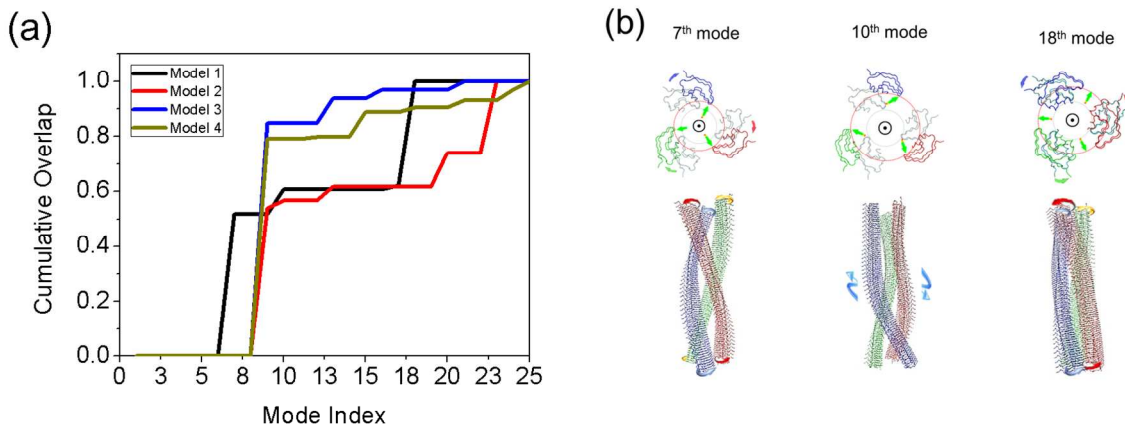 (a)
Model 1
Model 2
Model 3
Model 4
1.0
0.8
0.6
0.4
0.2
0.0
Cumulative Overlap
0 3 5 8 10 13 15 18 20 23 25
Mode Index
(b)
7th mode
10th mode
18th mode